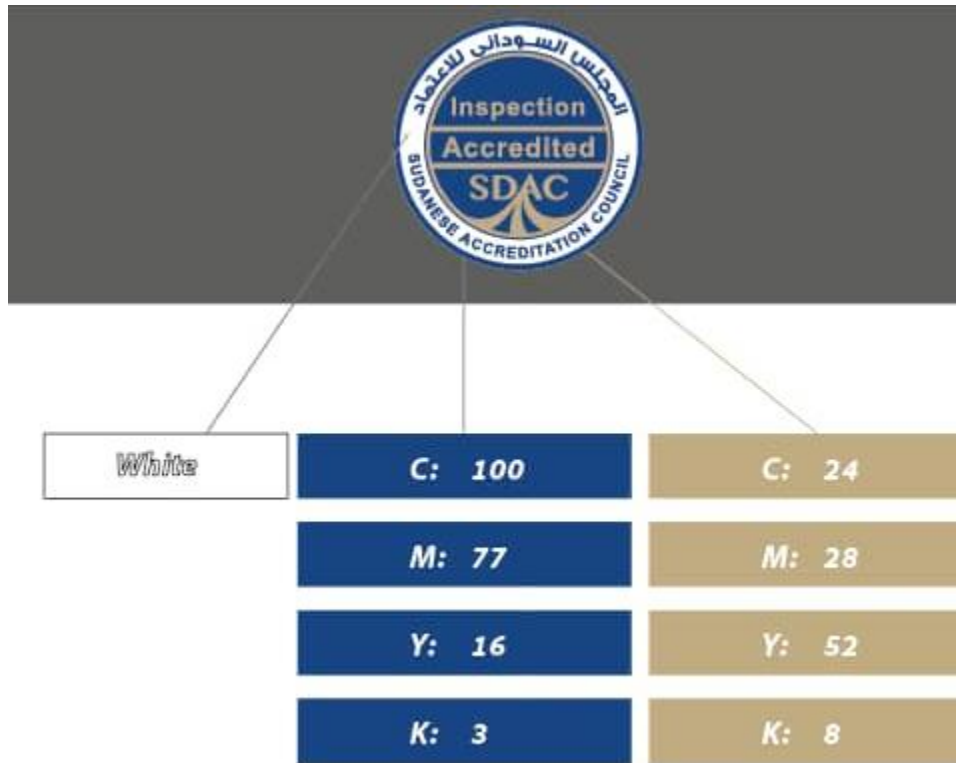 المجلس السوداني للاعتماد
Inspection
Accredited
SDAC
SUDANESE ACCREDITATION COUNCIL
White
C: 100
C: 24
M: 77
M: 28
Y: 16
Y: 52
K: 3
K: 8